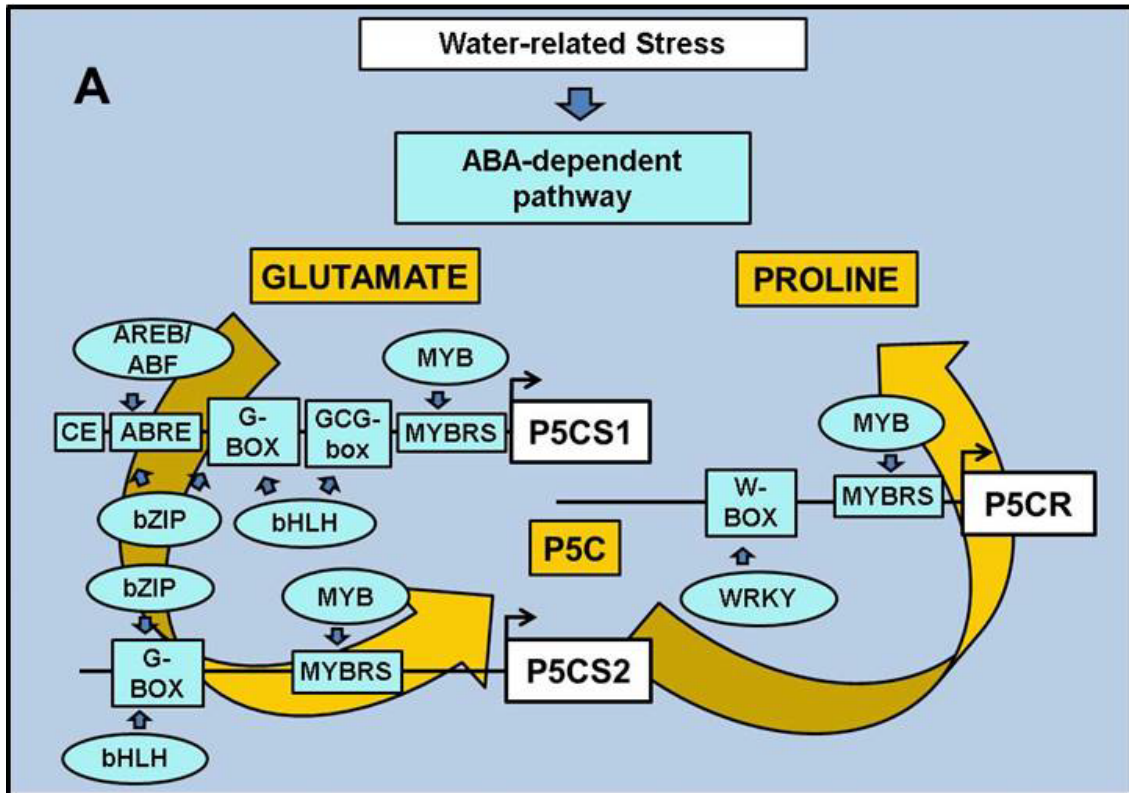 Water-related Stress
A
ABA-dependent
pathway
GLUTAMATE
PROLINE
AREB/
ABF
MYB
CE
ABRE
G-
BOX
GCG-
box
MYBRS
P5CS1
MYB
bZIP
bHLH
W-
BOX
MYBRS
P5CR
P5C
bZIP
MYB
WRKY
G-
BOX
MYBRS
P5CS2
bHLH